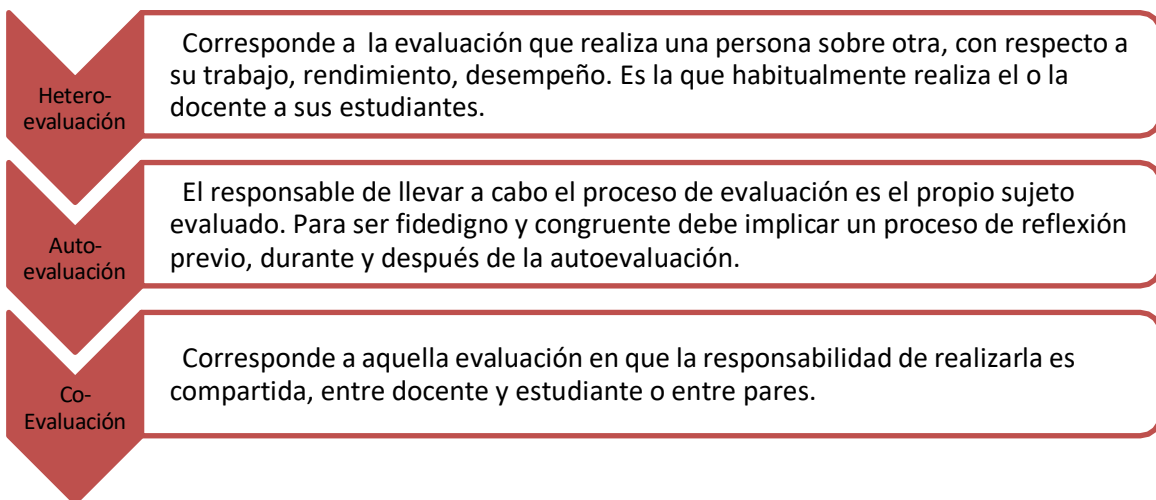 Hetero-
evaluación
Corresponde a la evaluación que realiza una persona sobre otra, con respecto a
su trabajo, rendimiento, desempeño. Es la que habitualmente realiza el o la
docente a sus estudiantes.
Auto-
evaluación
El responsable de llevar a cabo el proceso de evaluación es el propio sujeto
evaluado. Para ser fidedigno y congruente debe implicar un proceso de reflexión
previo, durante y después de la autoevaluación.
Co-
Evaluación
Corresponde a aquella evaluación en que la responsabilidad de realizarla es
compartida, entre docente y estudiante o entre pares.